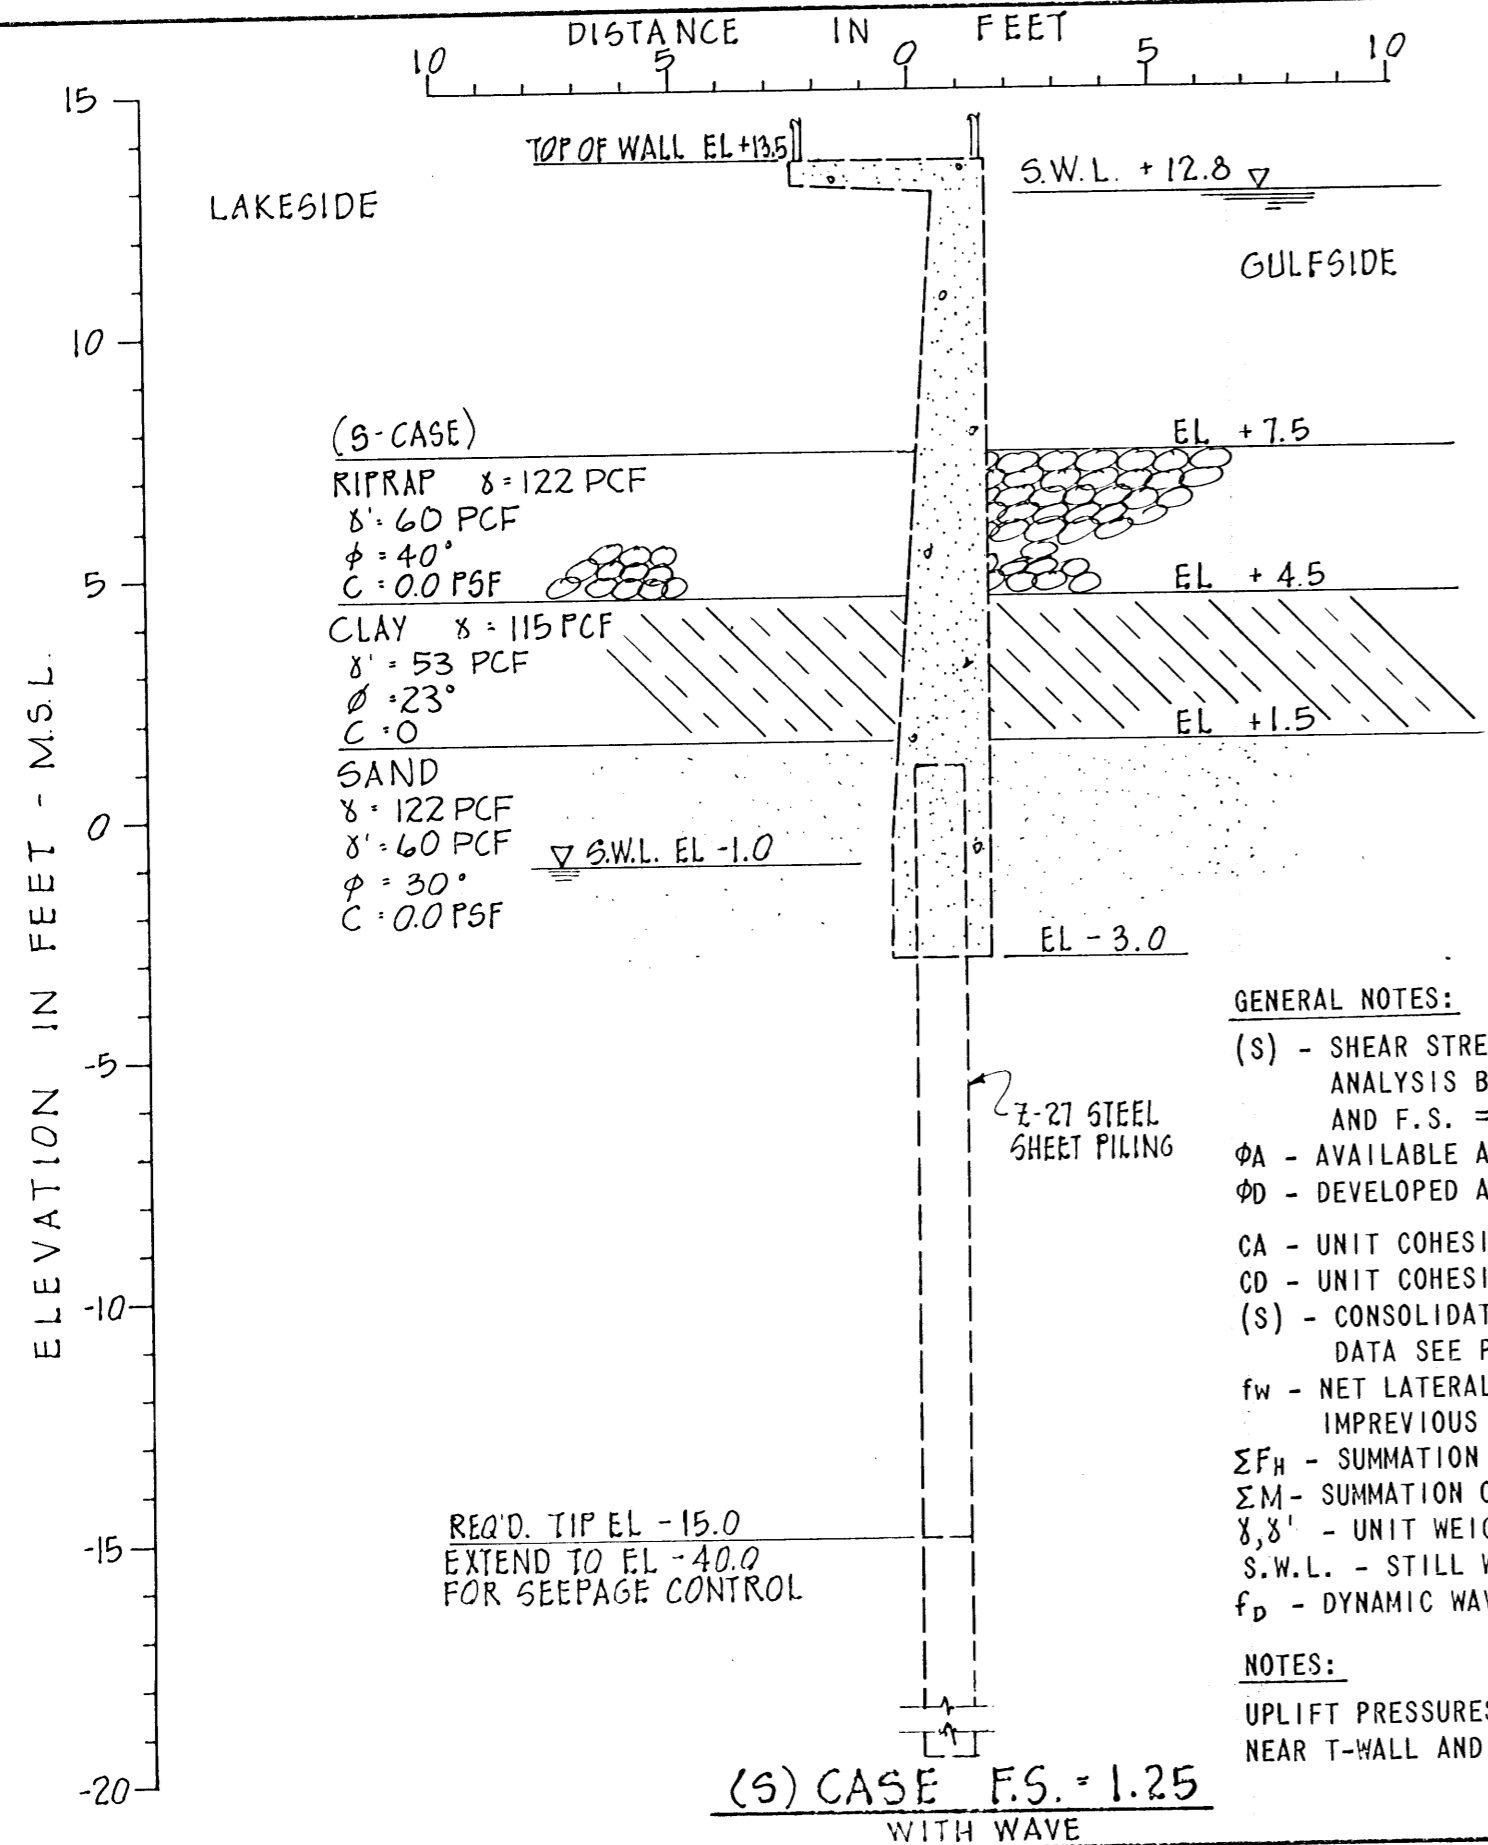 DISTANCE IN FEET
10 5 0 5 10
15
TOP OF WALL EL +13.5
S.W.L. + 12.8
LAKESIDE
GULFSIDE
10
(S-CASE)
EL + 7.5
RIPRAP γ = 122 PCF
γ' = 60 PCF
φ = 40°
C = 0.0 PSF
5
EL + 4.5
CLAY γ = 115 PCF
γ' = 53 PCF
φ = 23°
C = 0
EL +1.5
SAND
γ = 122 PCF
0
γ' = 60 PCF
S.W.L. EL -1.0
φ = 30°
C = 0.0 PSF
EL - 3.0
ELEVATION IN FEET - M.S.L.
-5
Z-27 STEEL
SHEET PILING
-10
REQ'D. TIP EL -15.0
-15
EXTEND TO EL -40.0
FOR SEEPAGE CONTROL
-20
GENERAL NOTES:
(S) - SHEAR STRE
ANALYSIS B
AND F.S. =
ΦA - AVAILABLE A
ΦD - DEVELOPED A
CA - UNIT COHESI
CD - UNIT COHESI
(S) - CONSOLIDAT
DATA SEE P
fw - NET LATERAL
IMPREVIOUS
ΣFH - SUMMATION
ΣM - SUMMATION O
γ,γ' - UNIT WEIG
S.W.L. - STILL W
fD - DYNAMIC WAV
NOTES:
UPLIFT PRESSURES
NEAR T-WALL AND
(S) CASE F.S. = 1.25
WITH WAVE